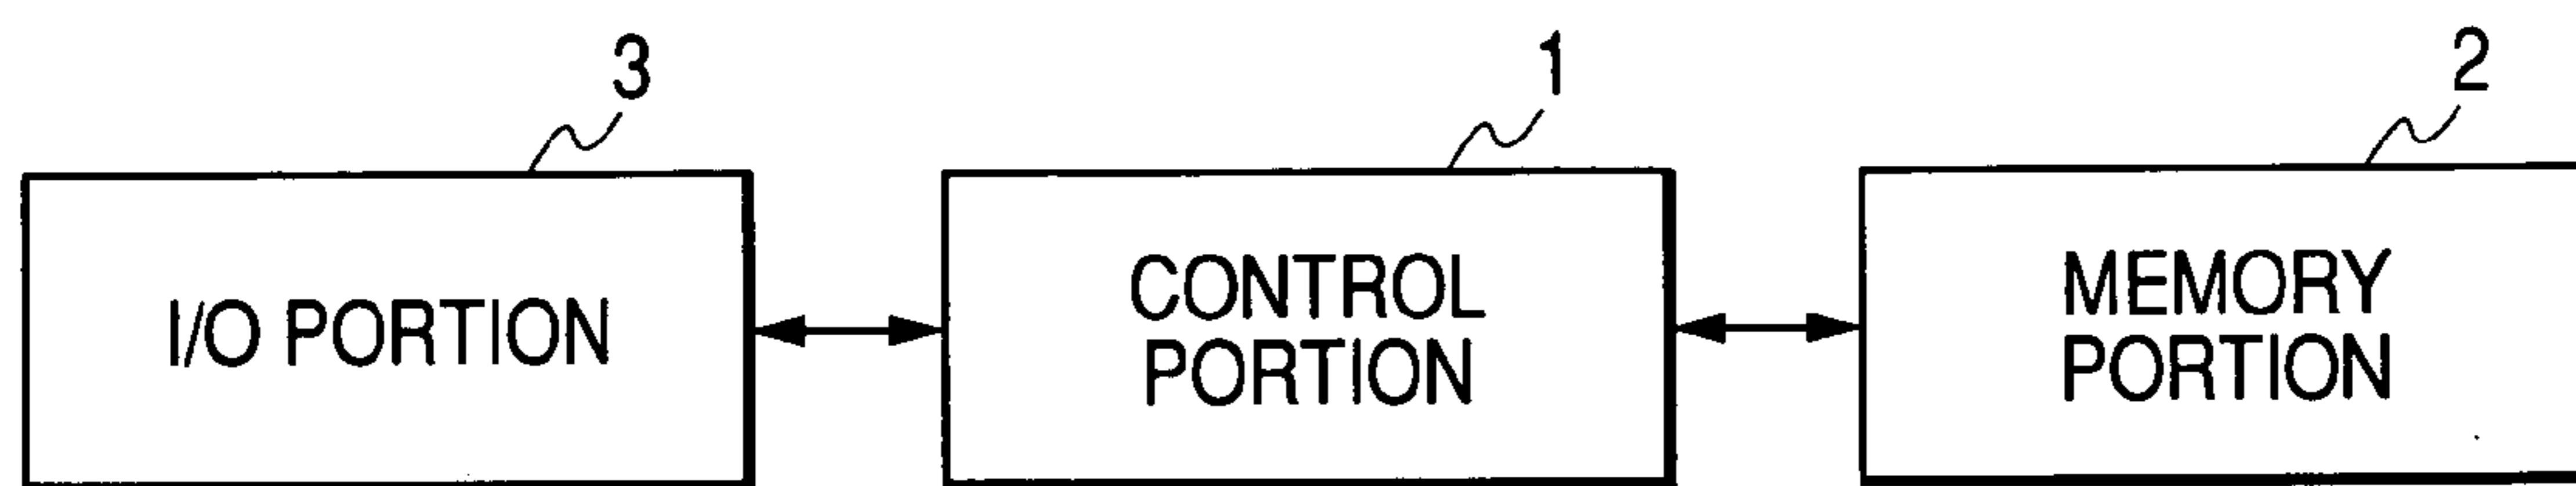 3
1
2
I/O PORTION
CONTROL
PORTION
MEMORY
PORTION